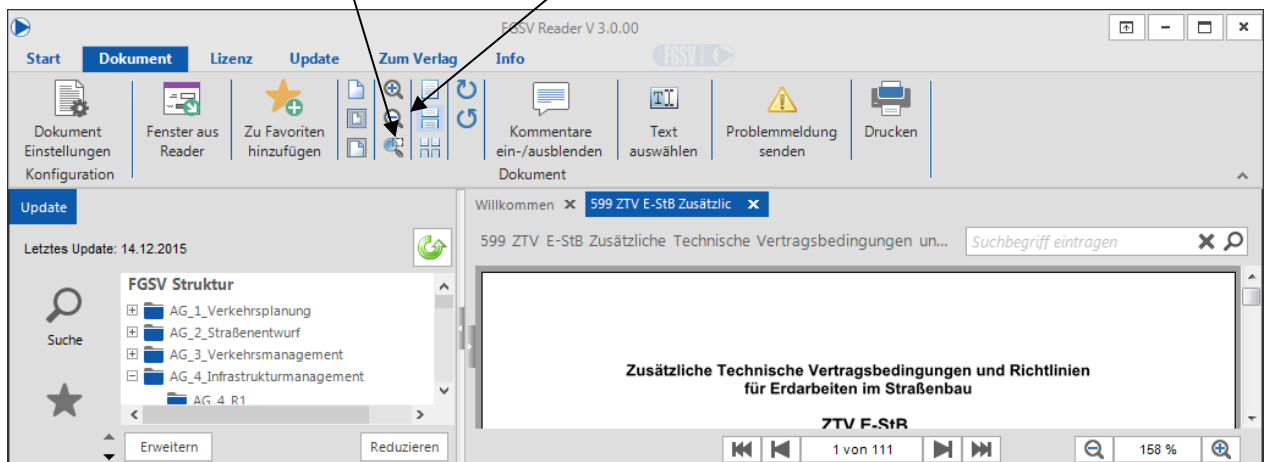 FGSV Reader V 3.0.00
Start Dokument Lizenz Update Zum Verlag Info
FGSV
Dokument Einstellungen
Fenster aus Reader
Zu Favoriten hinzufügen
Kommentare ein-/ausblenden
Text auswählen
Problemmeldung senden
Drucken
Konfiguration Dokument
Update
Willkommen 599 ZTV E-StB Zusätzlic
Letztes Update: 14.12.2015
599 ZTV E-StB Zusätzliche Technische Vertragsbedingungen un... Suchbegriff eintragen
Suche
FGSV Struktur
AG_1_Verkehrsplanung
AG_2_Straßenentwurf
AG_3_Verkehrsmanagement
AG_4_Infrastrukturmanagement
AG_4_R1
Zusätzliche Technische Vertragsbedingungen und Richtlinien
für Erdarbeiten im Straßenbau
ZTV E-StB
Erweitern Reduzieren
1 von 111 158 %